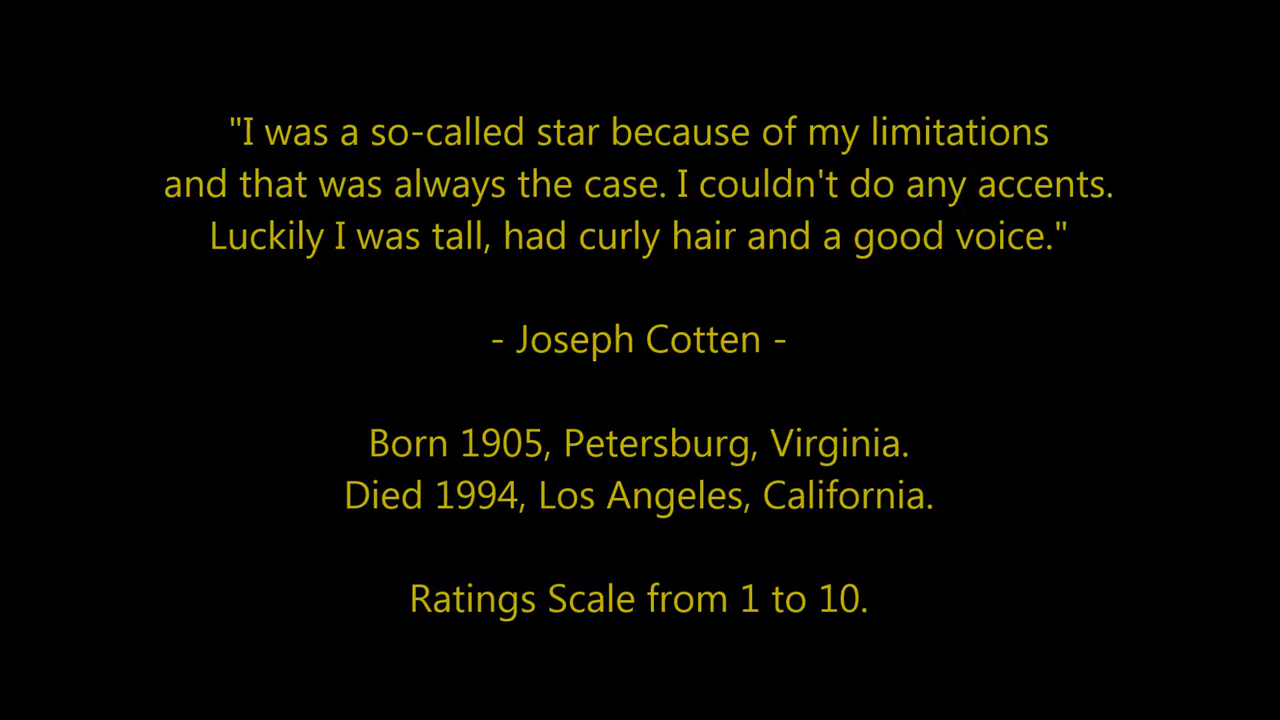 "I was a so-called star because of my limitations
and that was always the case. I couldn't do any accents.
Luckily I was tall, had curly hair and a good voice."
- Joseph Cotten -
Born 1905, Petersburg, Virginia.
Died 1994, Los Angeles, California.
Ratings Scale from 1 to 10.